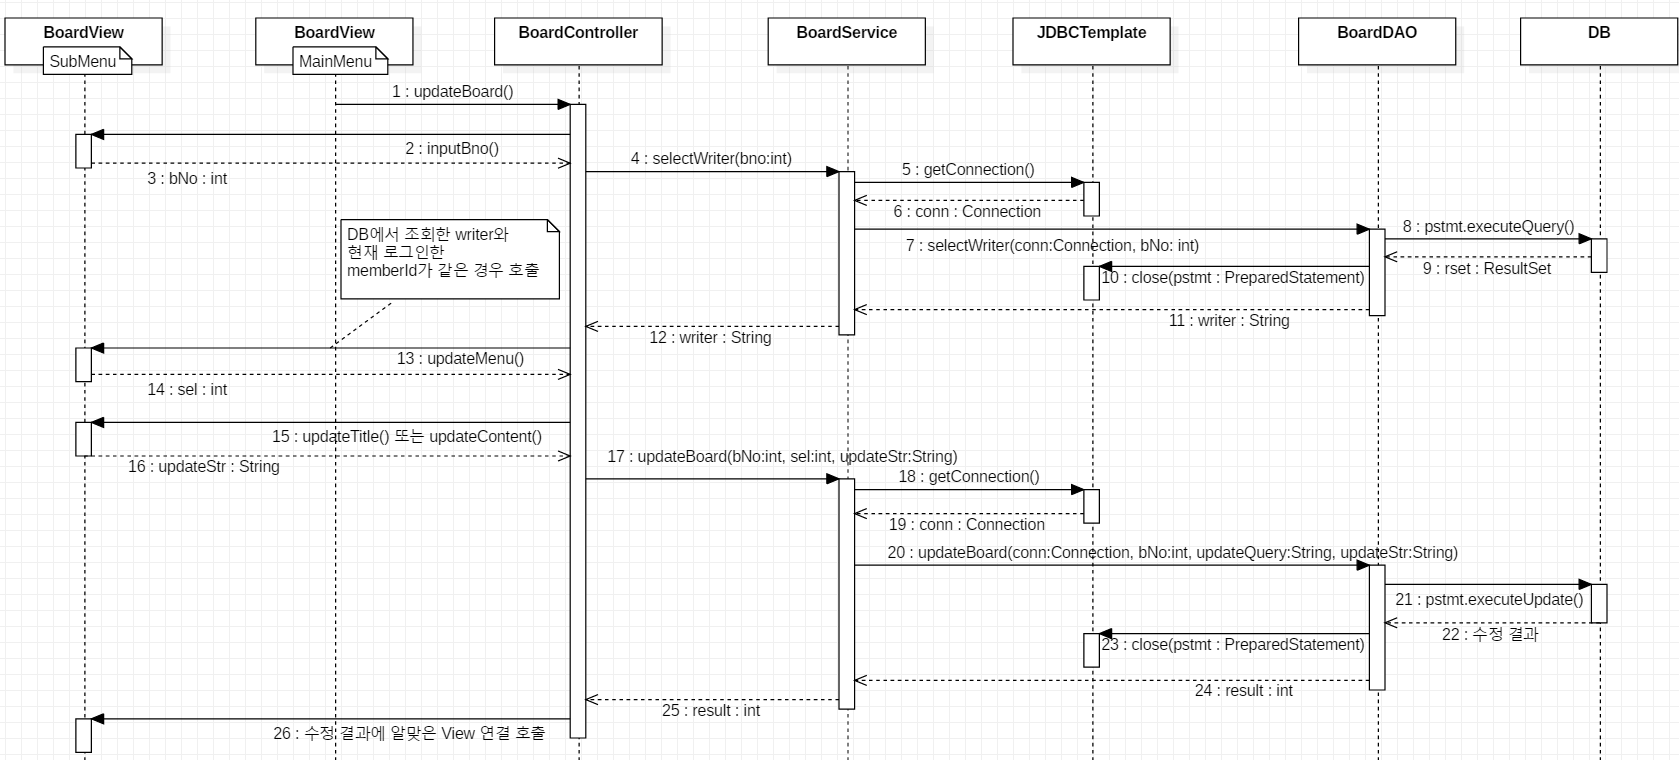 BoardView
SubMenu
BoardView
MainMenu
BoardController
BoardService
JDBCTemplate
BoardDAO
DB
1 : updateBoard()
2 : inputBno()
3 : bNo : int
4 : selectWriter(bno:int)
5 : getConnection()
6 : conn : Connection
7 : selectWriter(conn:Connection, bNo: int)
8 : pstmt.executeQuery()
9 : rset : ResultSet
10 : close(pstmt : PreparedStatement)
11 : writer : String
12 : writer : String
DB에서 조회한 writer와
현재 로그인한
memberId가 같은 경우 호출
13 : updateMenu()
14 : sel : int
15 : updateTitle() 또는 updateContent()
16 : updateStr : String
17 : updateBoard(bNo:int, sel:int, updateStr:String)
18 : getConnection()
19 : conn : Connection
20 : updateBoard(conn:Connection, bNo:int, updateQuery:String, updateStr:String)
21 : pstmt.executeUpdate()
22 : 수정 결과
23 : close(pstmt : PreparedStatement)
24 : result : int
25 : result : int
26 : 수정 결과에 알맞은 View 연결 호출